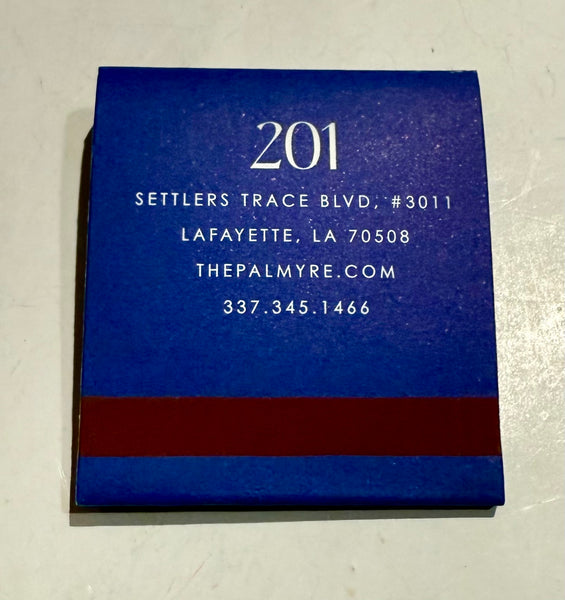 201
SETTLERS TRACE BLVD, #3011
LAFAYETTE, LA 70508
THEPALMYRE.COM
337.345.1466